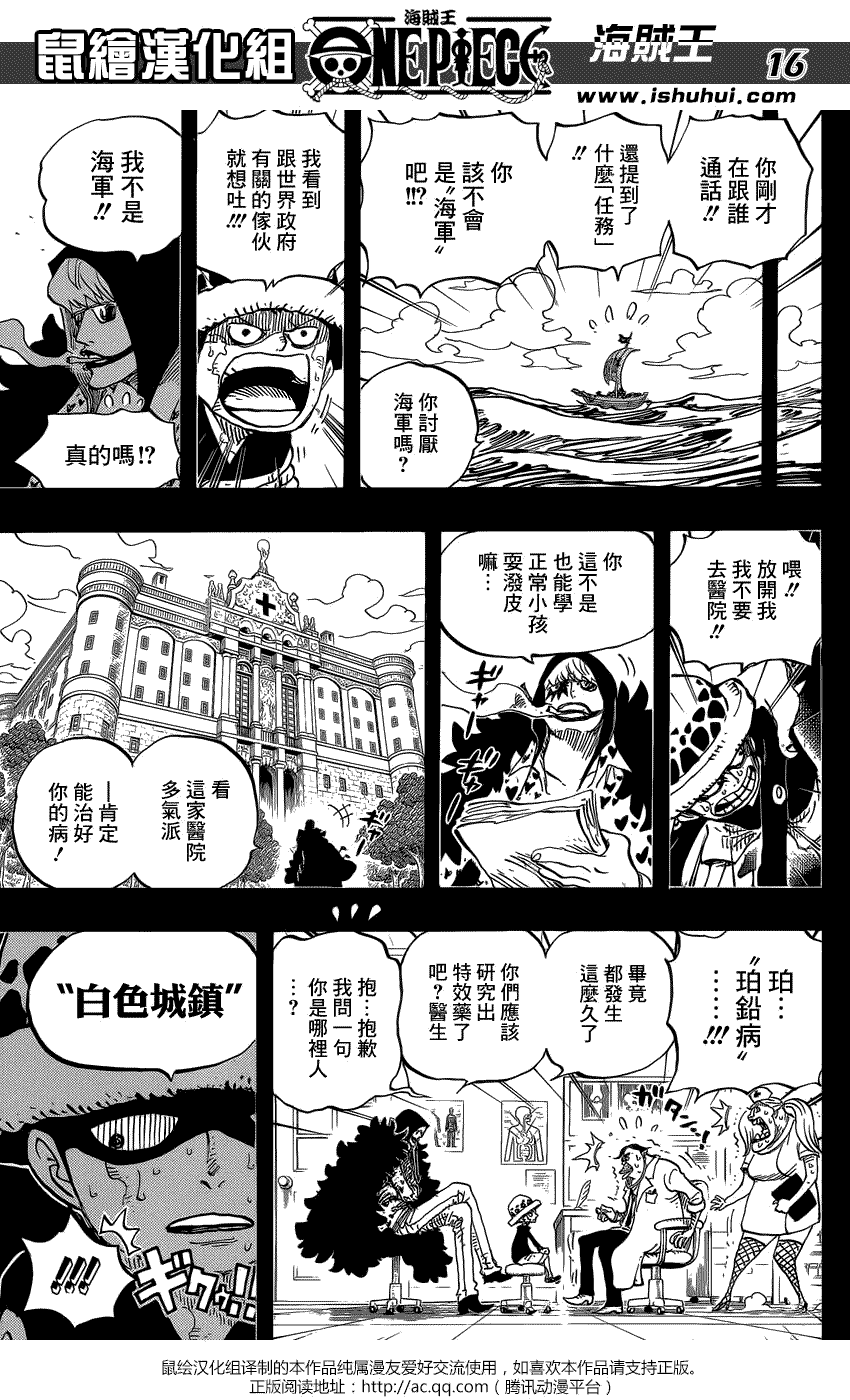 鼠繪漢化組
海賊王
ONE PIECE
海賊王
16
www.ishuhui.com
你剛才
在跟誰
通話!!
還提到了
什麼「任務」
!!
你
該不會
是“海軍”
吧!!?
你討厭
海軍嗎?
我看到
跟世界政府
有關的傢伙
就想吐!!!
我不是
海軍!!
真的嗎!?
喂!!
放開我
我不要
去醫院!!
你
這不是
也能學
正常小孩
耍潑皮
嘛…
看
這家醫院
多氣派
—肯定
能治好
你的病!
珀…
“珀鉛病”
……!!!
畢竟
都發生
這麼久了
你們應該
研究出
特效藥了
吧?醫生
抱…抱歉
我問一句
你是哪裡人
…?
ガタン!
“白色城鎮”
!!!
ギクッ!!
鼠绘汉化组译制的本作品纯属漫友爱好交流使用，如喜欢本作品请支持正版。
正版阅读地址：http://ac.qq.com（腾讯动漫平台）